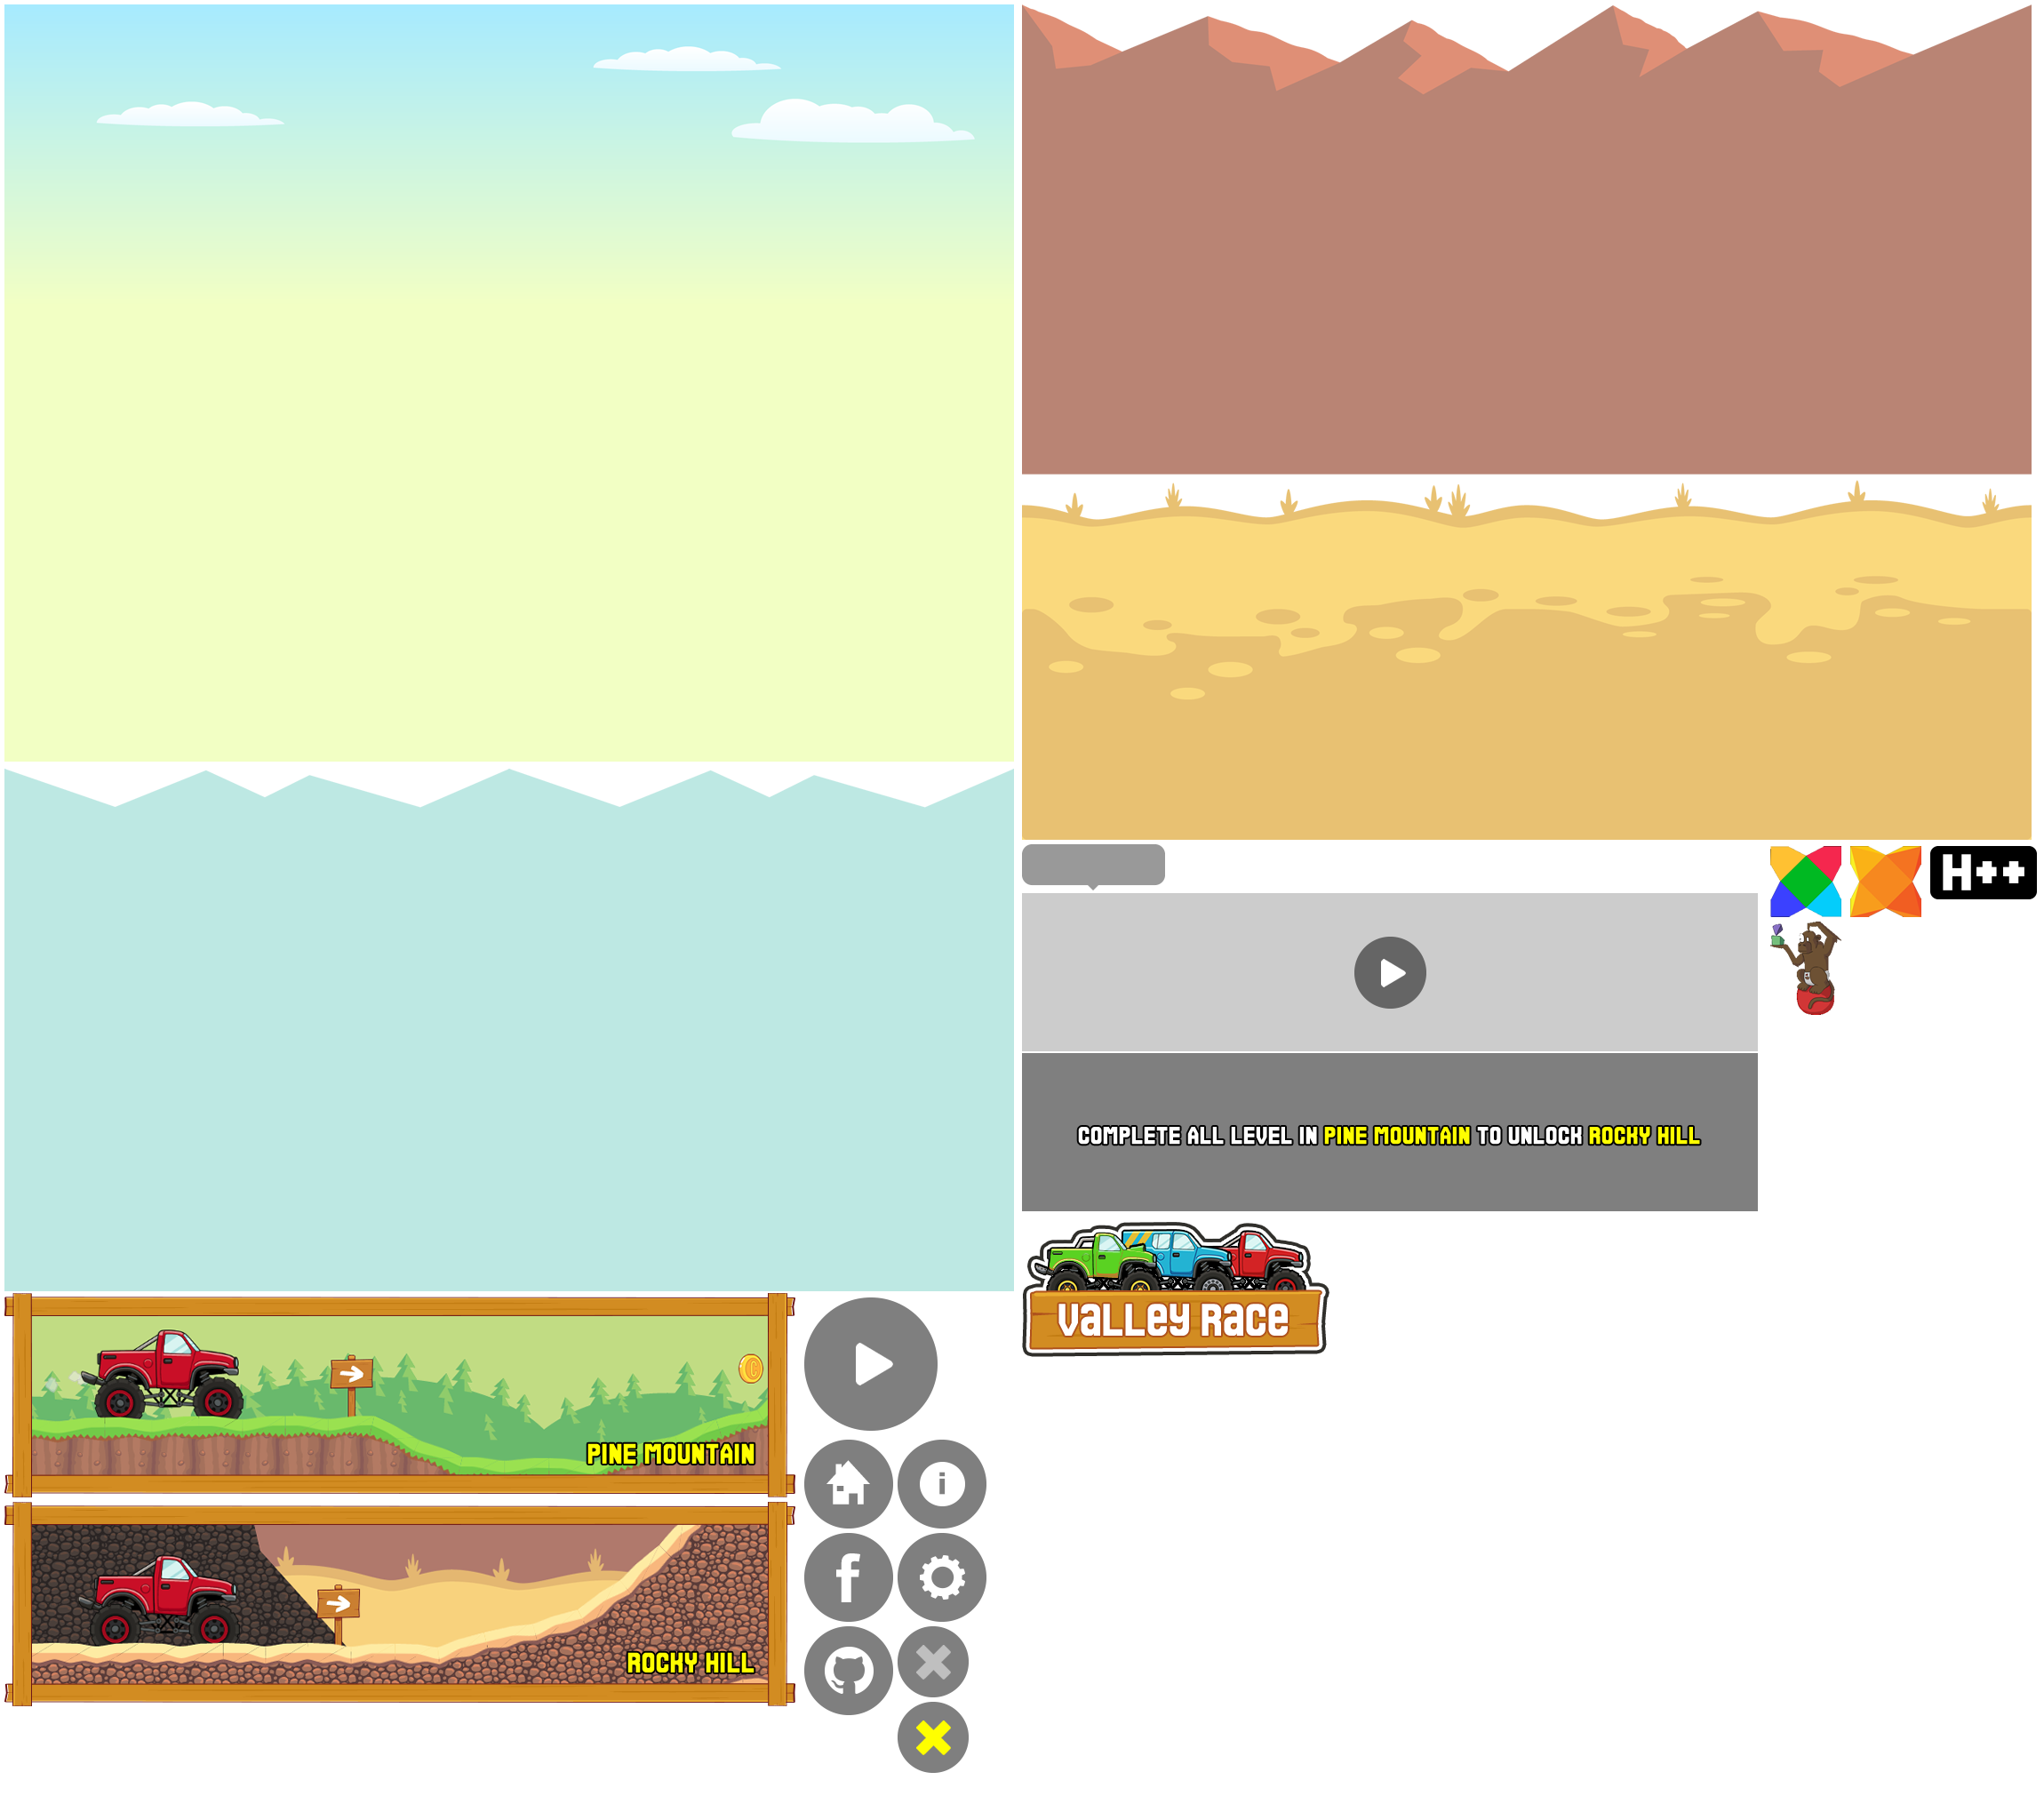 H++
COMPLETE ALL LEVEL IN PINE MOUNTAIN TO UNLOCK ROCKY HILL
VaLLey Race
PINE MOUNTAIN
i
f
ROCKY HILL